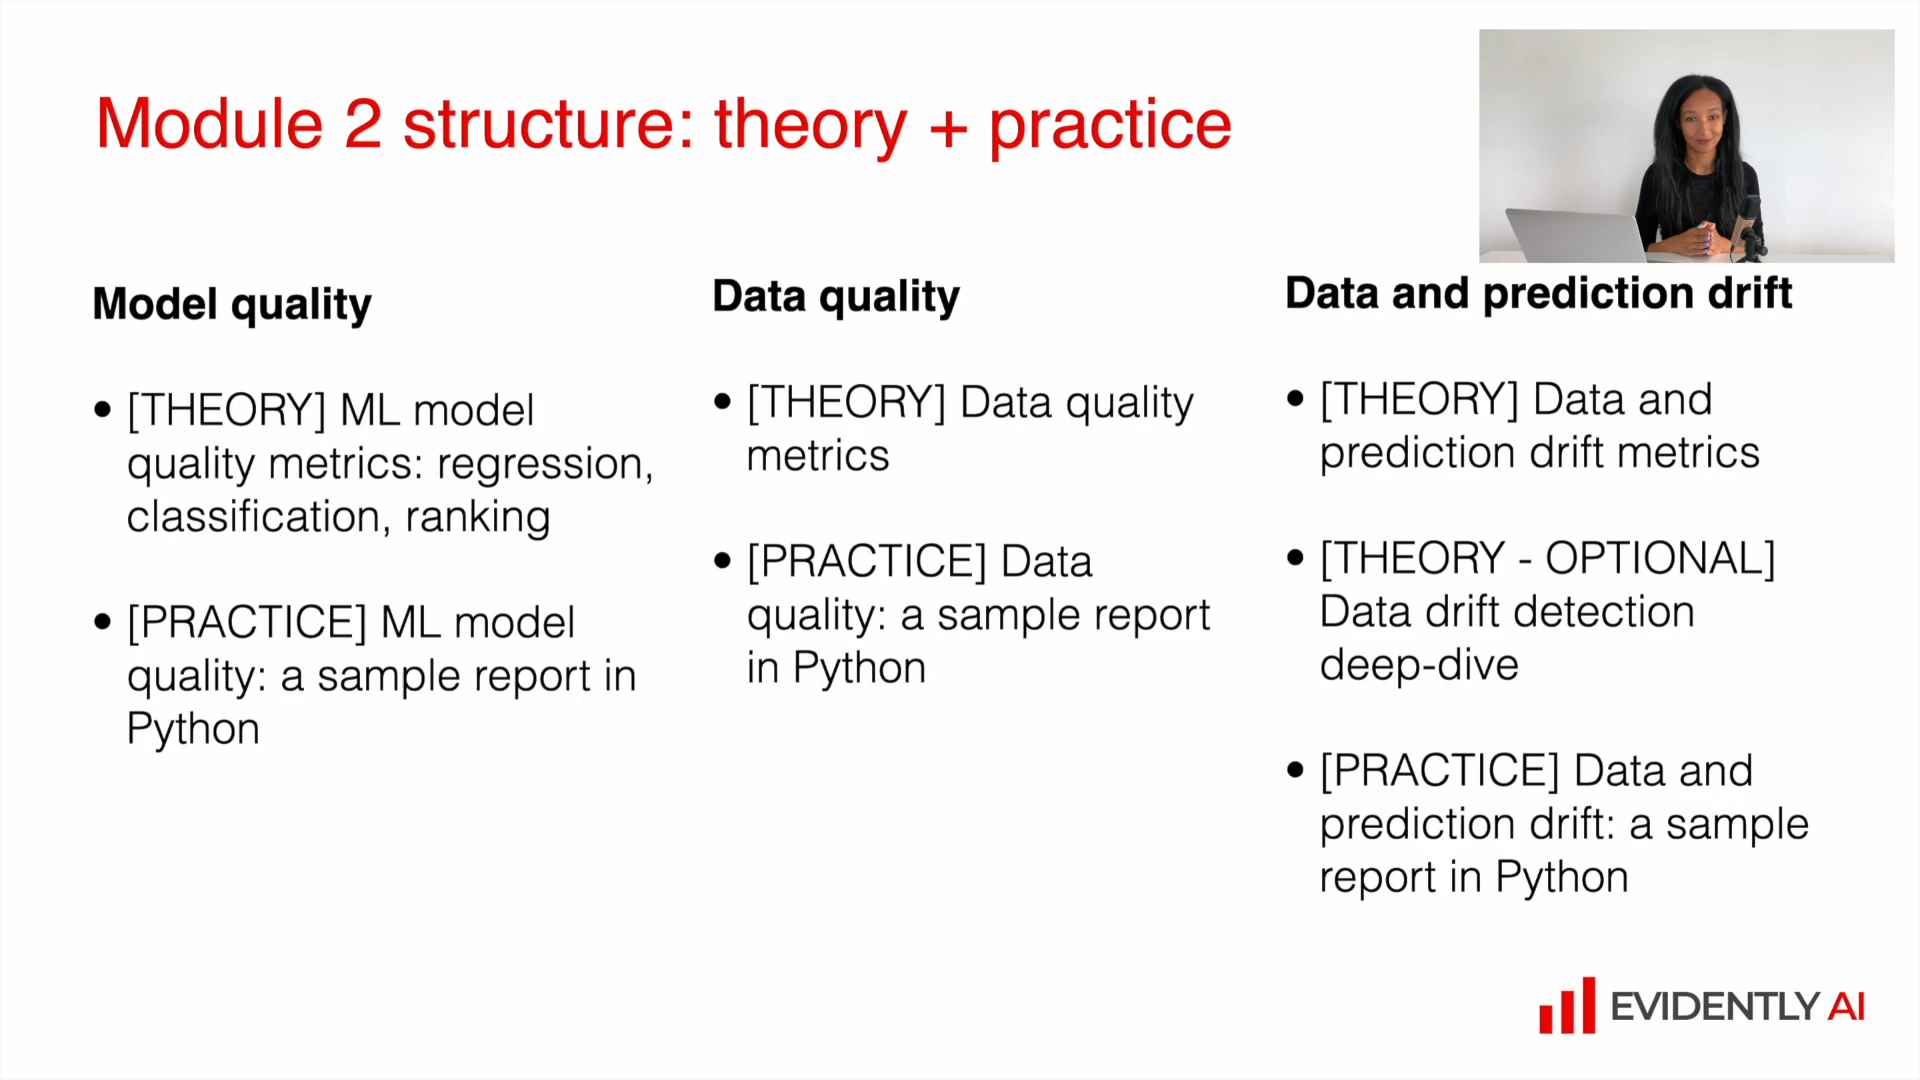 Module 2 structure: theory + practice
Model quality
• [THEORY] ML model
quality metrics: regression,
classification, ranking
• [PRACTICE] ML model
quality: a sample report in
Python
Data quality
• [THEORY] Data quality
metrics
• [PRACTICE] Data
quality: a sample report
in Python
Data and prediction drift
• [THEORY] Data and
prediction drift metrics
• [THEORY - OPTIONAL]
Data drift detection
deep-dive
• [PRACTICE] Data and
prediction drift: a sample
report in Python
EVIDENTLY AI